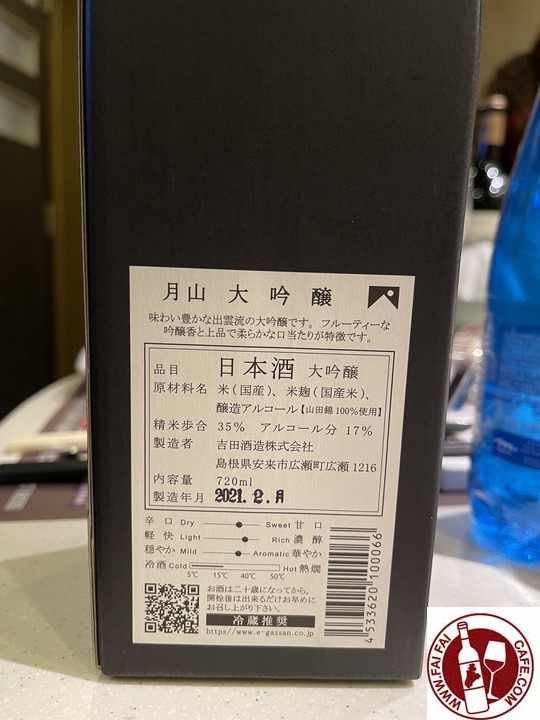 月山 大吟醸
味わい豊かな出雲流の大吟醸です。フルーティーな
吟醸香と上品で柔らかな口当たりが特徴です。
品目 日本酒 大吟醸
原材料名 米(国産)、米麹(国産米)、
醸造アルコール【山田錦100%使用】
精米歩合 35% アルコール分 17%
製造者 吉田酒造株式会社
島根県安来市広瀬町広瀬 1216
内容量 720ml
製造年月 2021.12.月
辛口 Dry Sweet 甘口
軽快 Light Rich 濃醇
穏やか Mild Aromatic 華やか
冷酒 Cold Hot 熱燗
5℃ 15℃ 40℃ 50℃
お酒は二十歳になってから。
開栓後は出来るだけお早めに
お召し上がり下さい。
冷蔵推奨
https://www.e-gassan.co.jp
4 533620 100066
WWW.FAIFAICAFE.COM